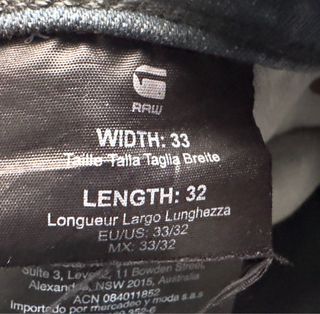 RAW
WIDTH: 33
Taille Talla Taglia Breite
LENGTH: 32
Longueur Largo Lunghezza
EU/US: 33/32
MX: 33/32
Suite 3, Level 2, 11 Bowden Street,
Alexandria, NSW 2015, Australia
ACN 084011852
Importado por mercadeo y moda s.a.s